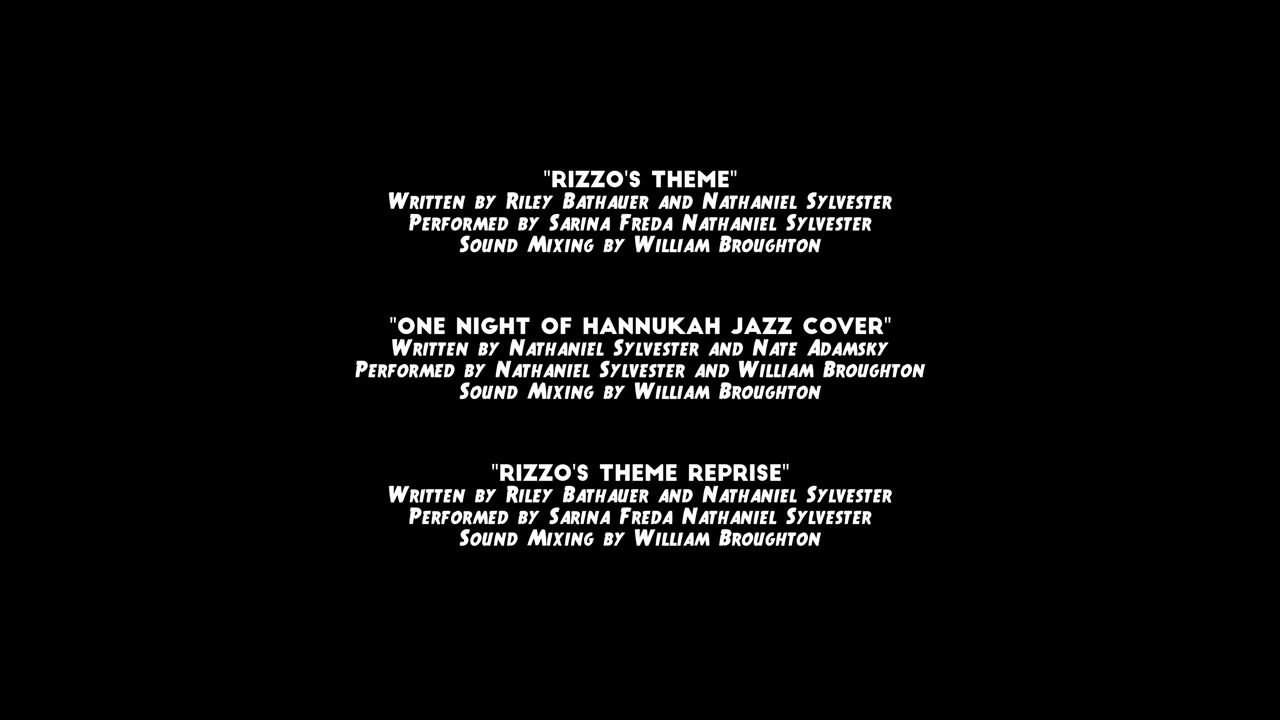 "RIZZO'S THEME"
WRITTEN BY RILEY BATHAUER AND NATHANIEL SYLVESTER
PERFORMED BY SARINA FREDA NATHANIEL SYLVESTER
SOUND MIXING BY WILLIAM BROUGHTON
"ONE NIGHT OF HANNUKAH JAZZ COVER"
WRITTEN BY NATHANIEL SYLVESTER AND NATE ADAMSKY
PERFORMED BY NATHANIEL SYLVESTER AND WILLIAM BROUGHTON
SOUND MIXING BY WILLIAM BROUGHTON
"RIZZO'S THEME REPRISE"
WRITTEN BY RILEY BATHAUER AND NATHANIEL SYLVESTER
PERFORMED BY SARINA FREDA NATHANIEL SYLVESTER
SOUND MIXING BY WILLIAM BROUGHTON